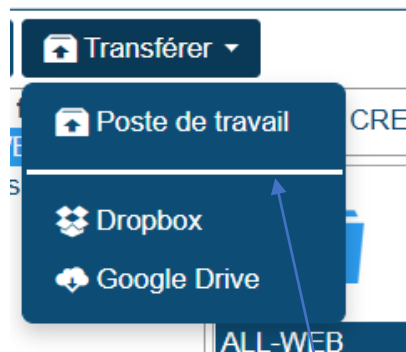 Transférer
Poste de travail
CRE
Dropbox
Google Drive
ALL-WEB